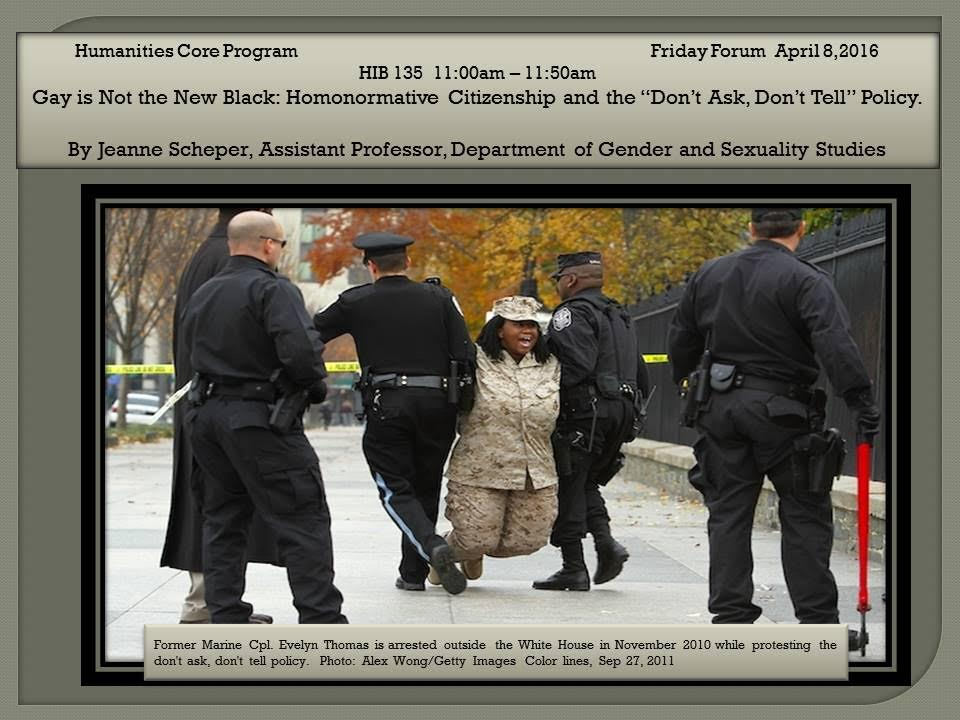 Humanities Core Program Friday Forum April 8, 2016
HIB 135 11:00am – 11:50am
Gay is Not the New Black: Homonormative Citizenship and the “Don’t Ask, Don’t Tell” Policy.
By Jeanne Scheper, Assistant Professor, Department of Gender and Sexuality Studies
Former Marine Cpl. Evelyn Thomas is arrested outside the White House in November 2010 while protesting the
don't ask, don't tell policy. Photo: Alex Wong/Getty Images Color lines, Sep 27, 2011